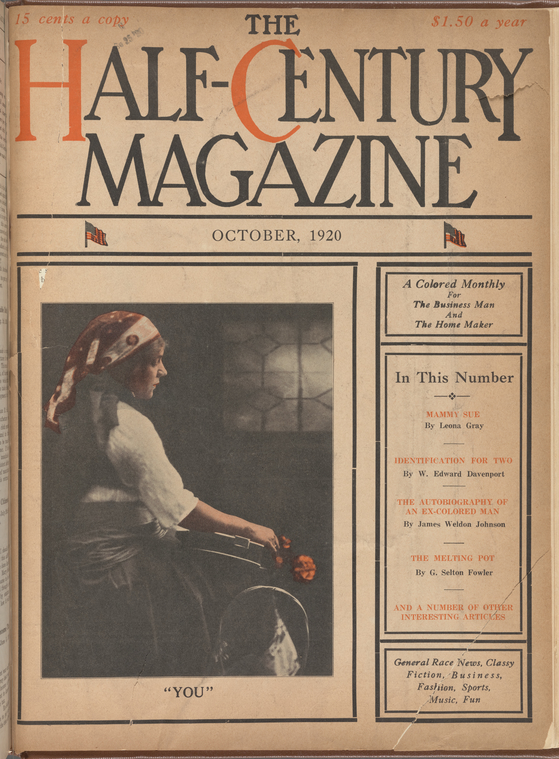 15 cents a copy
$1.50 a year
THE
HALF-CENTURY
MAGAZINE
OCTOBER, 1920
"YOU"
A Colored Monthly
For
The Business Man
And
The Home Maker
In This Number
MAMMY SUE
By Leona Gray
IDENTIFICATION FOR TWO
By W. Edward Davenport
THE AUTOBIOGRAPHY OF
AN EX-COLORED MAN
By James Weldon Johnson
THE MELTING POT
By G. Selton Fowler
AND A NUMBER OF OTHER
INTERESTING ARTICLES
General Race News, Classy
Fiction, Business,
Fashion, Sports,
Music, Fun